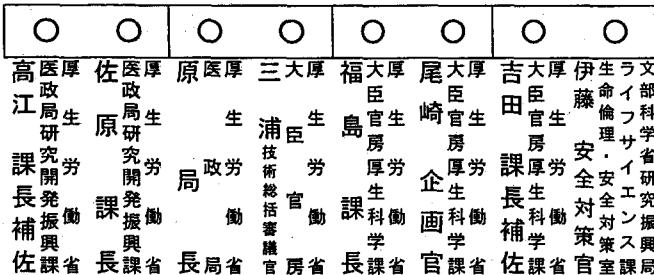 文部科学省研究振興局
ライフサイエンス課
生命倫理・安全対策室
伊藤 安全対策官
厚生労働省
大臣官房厚生科学課
吉田 課長補佐
厚生労働省
大臣官房厚生科学課
尾崎 企画官
厚生労働省
大臣官房厚生科学課
福島 課長
厚生労働省
大臣官房
三浦技術総括審議官
厚生労働省
医政局
原局長
厚生労働省
医政局研究開発振興課
佐原課長
厚生労働省
医政局研究開発振興課
高江 課長補佐